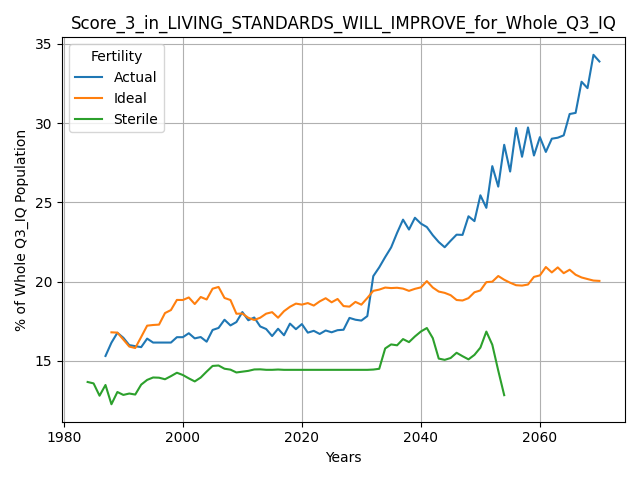 Score_3_in_LIVING_STANDARDS_WILL_IMPROVE_for_Whole_Q3_IQ
Fertility
Actual
Ideal
Sterile
% of Whole Q3_IQ Population
35
30
25
20
15
1980 2000 2020 2040 2060
Years